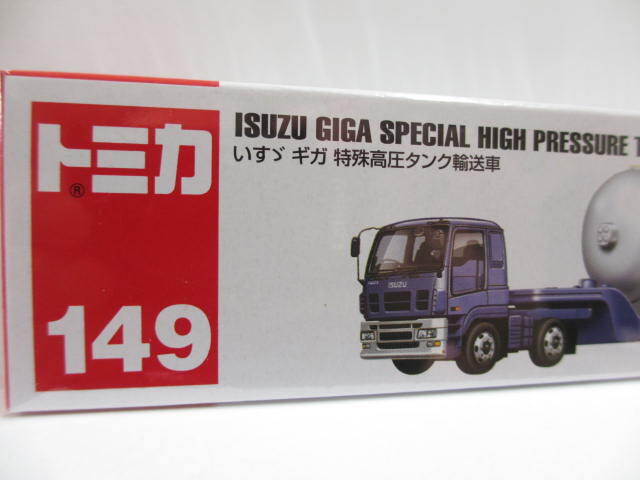 トミカ
®
149
ISUZU GIGA SPECIAL HIGH PRESSURE T
いすゞ ギガ 特殊高圧タンク輸送車
ISUZU